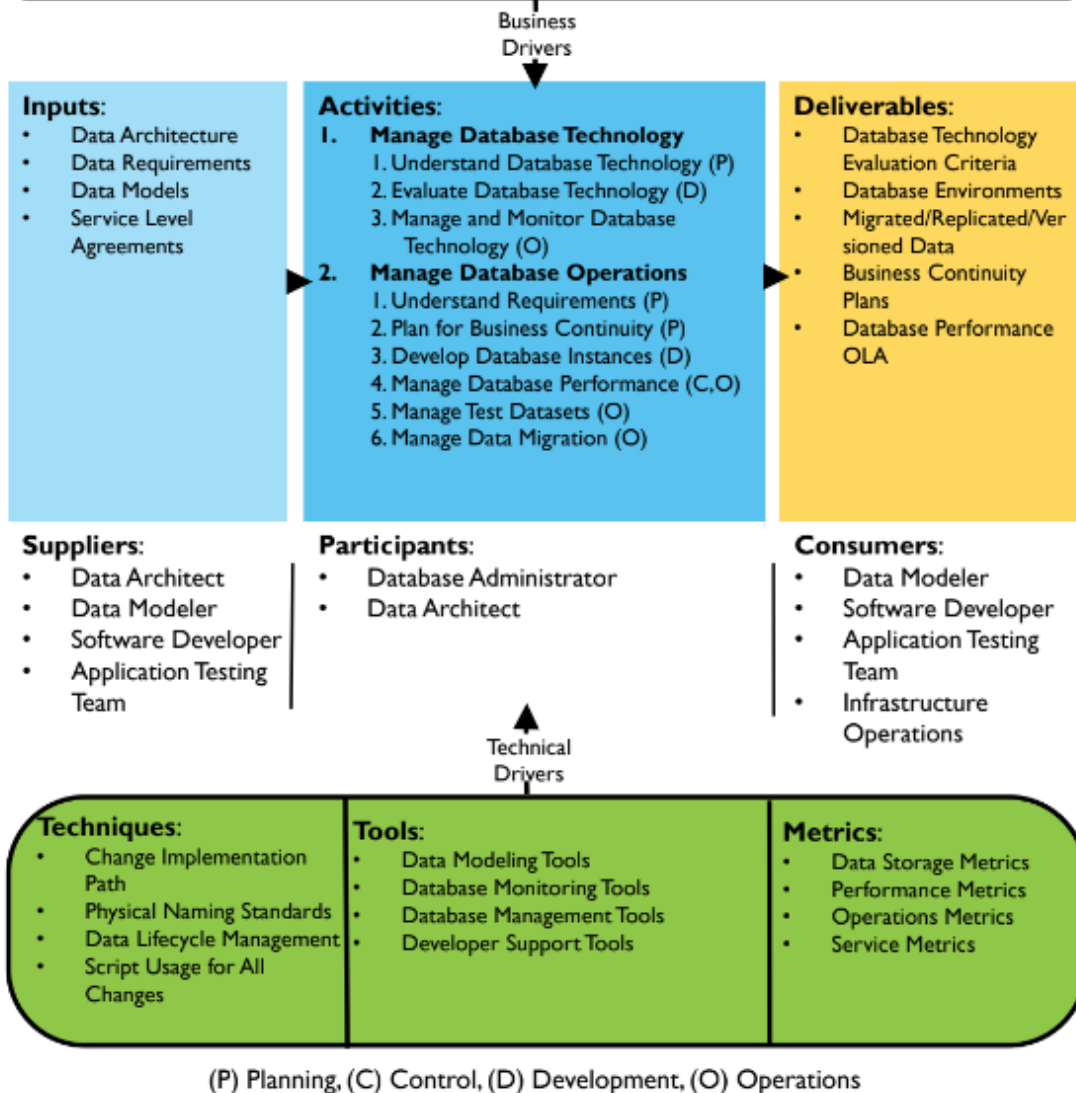 Business
Drivers
Inputs:
• Data Architecture
• Data Requirements
• Data Models
• Service Level
Agreements
Activities:
1. Manage Database Technology
1. Understand Database Technology (P)
2. Evaluate Database Technology (D)
3. Manage and Monitor Database
Technology (O)
2. Manage Database Operations
1. Understand Requirements (P)
2. Plan for Business Continuity (P)
3. Develop Database Instances (D)
4. Manage Database Performance (C,O)
5. Manage Test Datasets (O)
6. Manage Data Migration (O)
Deliverables:
• Database Technology
Evaluation Criteria
• Database Environments
• Migrated/Replicated/Ver
sioned Data
• Business Continuity
Plans
• Database Performance
OLA
Suppliers:
• Data Architect
• Data Modeler
• Software Developer
• Application Testing
Team
Participants:
• Database Administrator
• Data Architect
Consumers:
• Data Modeler
• Software Developer
• Application Testing
Team
• Infrastructure
Operations
Technical
Drivers
Techniques:
• Change Implementation
Path
• Physical Naming Standards
• Data Lifecycle Management
• Script Usage for All
Changes
Tools:
• Data Modeling Tools
• Database Monitoring Tools
• Database Management Tools
• Developer Support Tools
Metrics:
• Data Storage Metrics
• Performance Metrics
• Operations Metrics
• Service Metrics
(P) Planning, (C) Control, (D) Development, (O) Operations